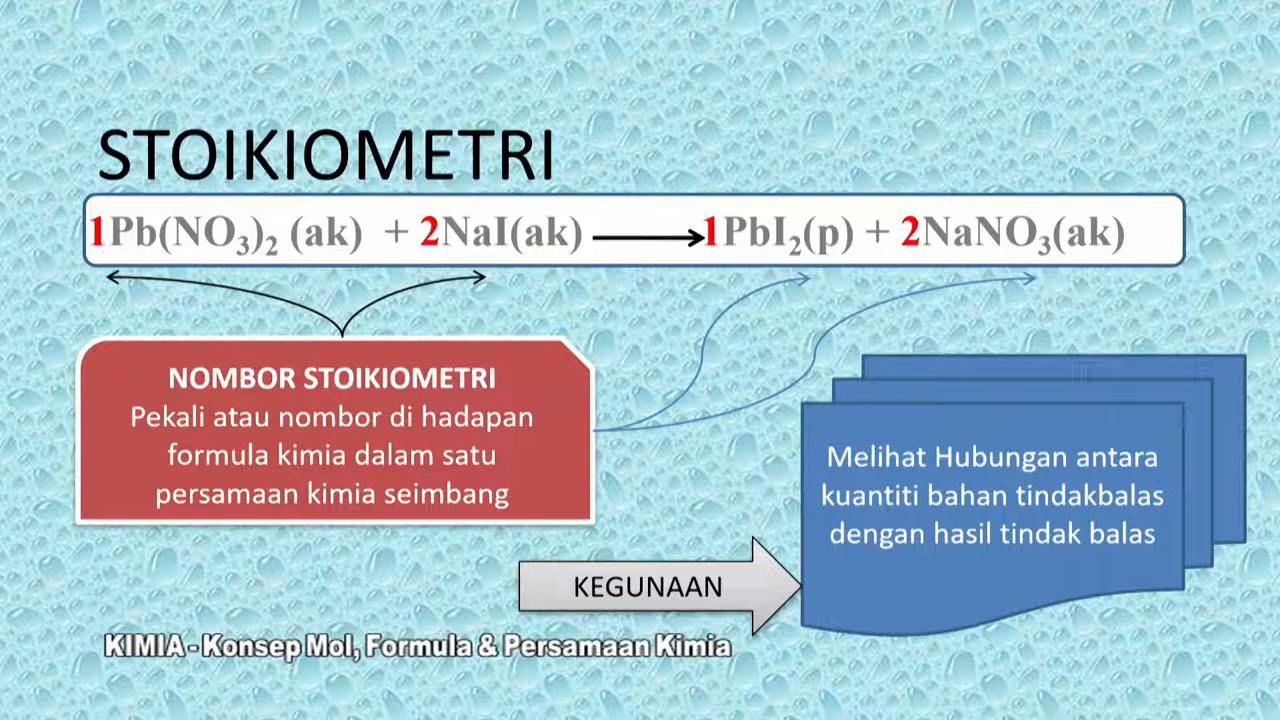 STOIKIOMETRI
1Pb(NO₃)₂ (ak) + 2NaI(ak) ⟶ 1PbI₂(p) + 2NaNO₃(ak)
NOMBOR STOIKIOMETRI
Pekali atau nombor di hadapan
formula kimia dalam satu
persamaan kimia seimbang
Melihat Hubungan antara
kuantiti bahan tindakbalas
dengan hasil tindak balas
KEGUNAAN
KIMIA - Konsep Mol, Formula & Persamaan Kimia